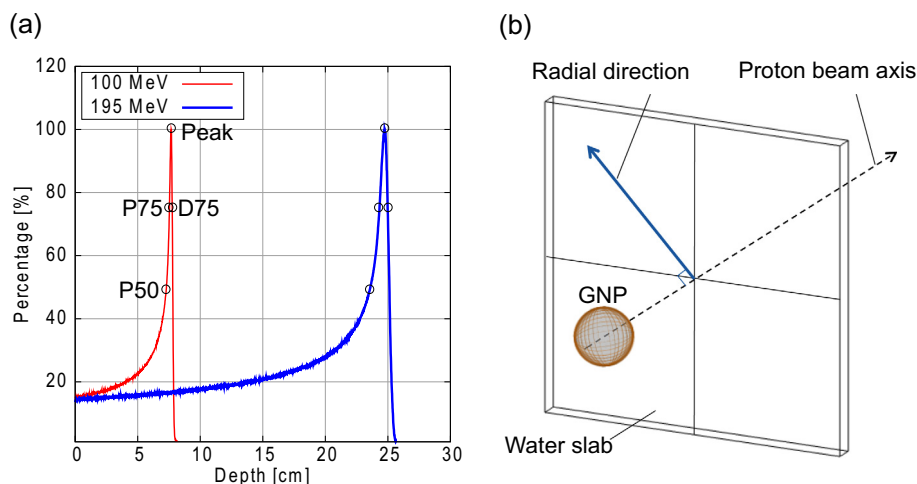 (a)
120
100 MeV
195 MeV
100
Peak
80
P75
D75
60
P50
40
20
0
5
10
15
20
25
30
Percentage [%]
Depth [cm]
(b)
Radial direction
Proton beam axis
GNP
Water slab